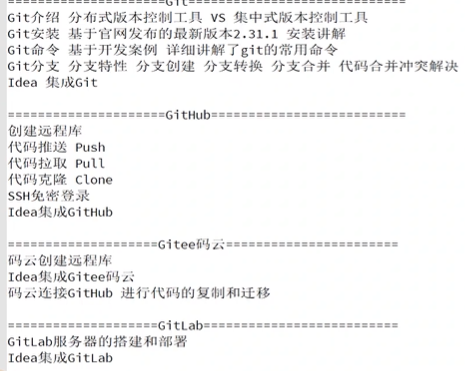 =====================Git=========================
Git介绍 分布式版本控制工具 VS 集中式版本控制工具
Git安装 基于官网发布的最新版本2.31.1 安装讲解
Git命令 基于开发案例 详细讲解了git的常用命令
Git分支 分支特性 分支创建 分支转换 分支合并 代码合并冲突解决
Idea 集成Git
=====================GitHub==========================
创建远程库
代码推送 Push
代码拉取 Pull
代码克隆 Clone
SSH免密登录
Idea集成GitHub
====================Gitee码云=======================
码云创建远程库
Idea集成Gitee码云
码云连接GitHub 进行代码的复制和迁移
====================GitLab==========================
GitLab服务器的搭建和部署
Idea集成GitLab